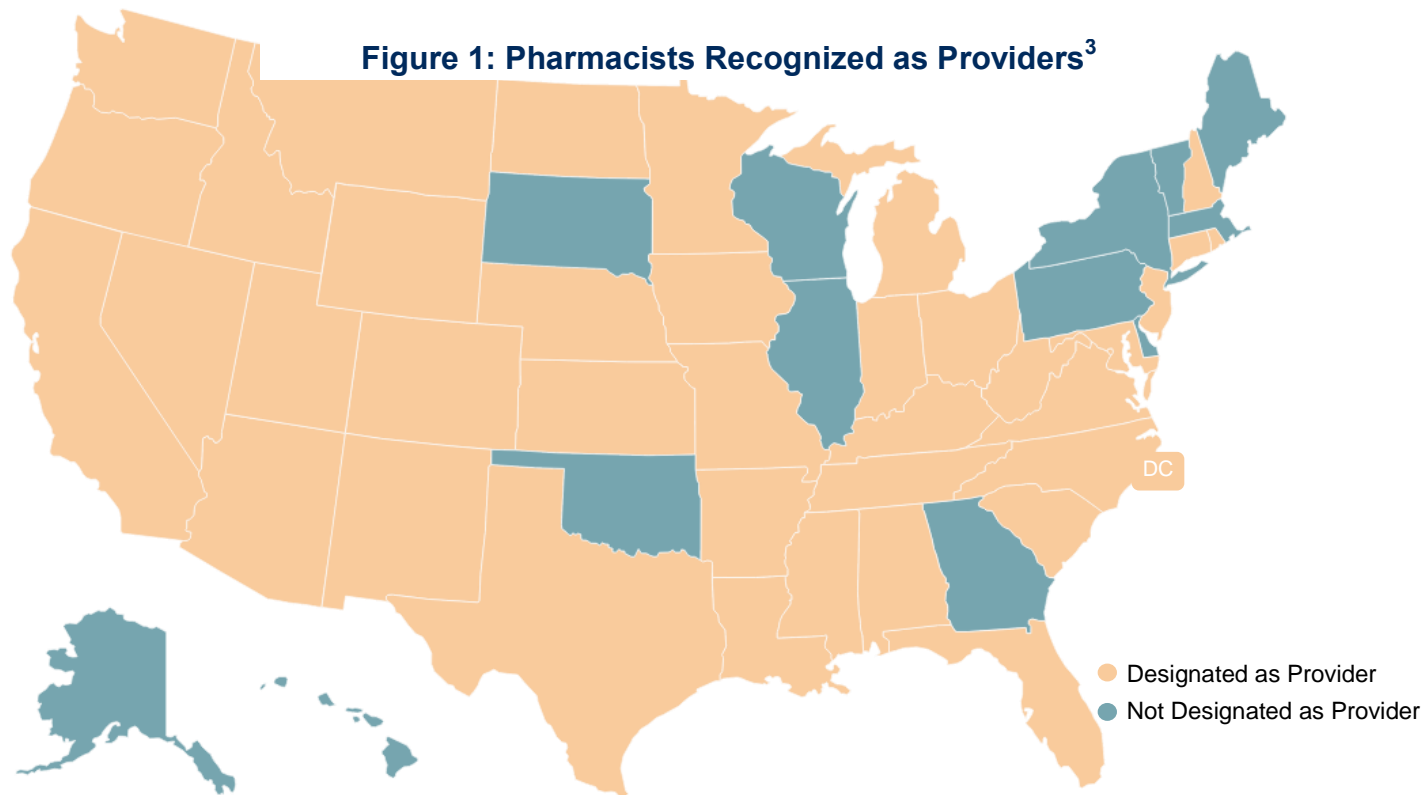 Figure 1: Pharmacists Recognized as Providers3
DC
Designated as Provider
Not Designated as Provider